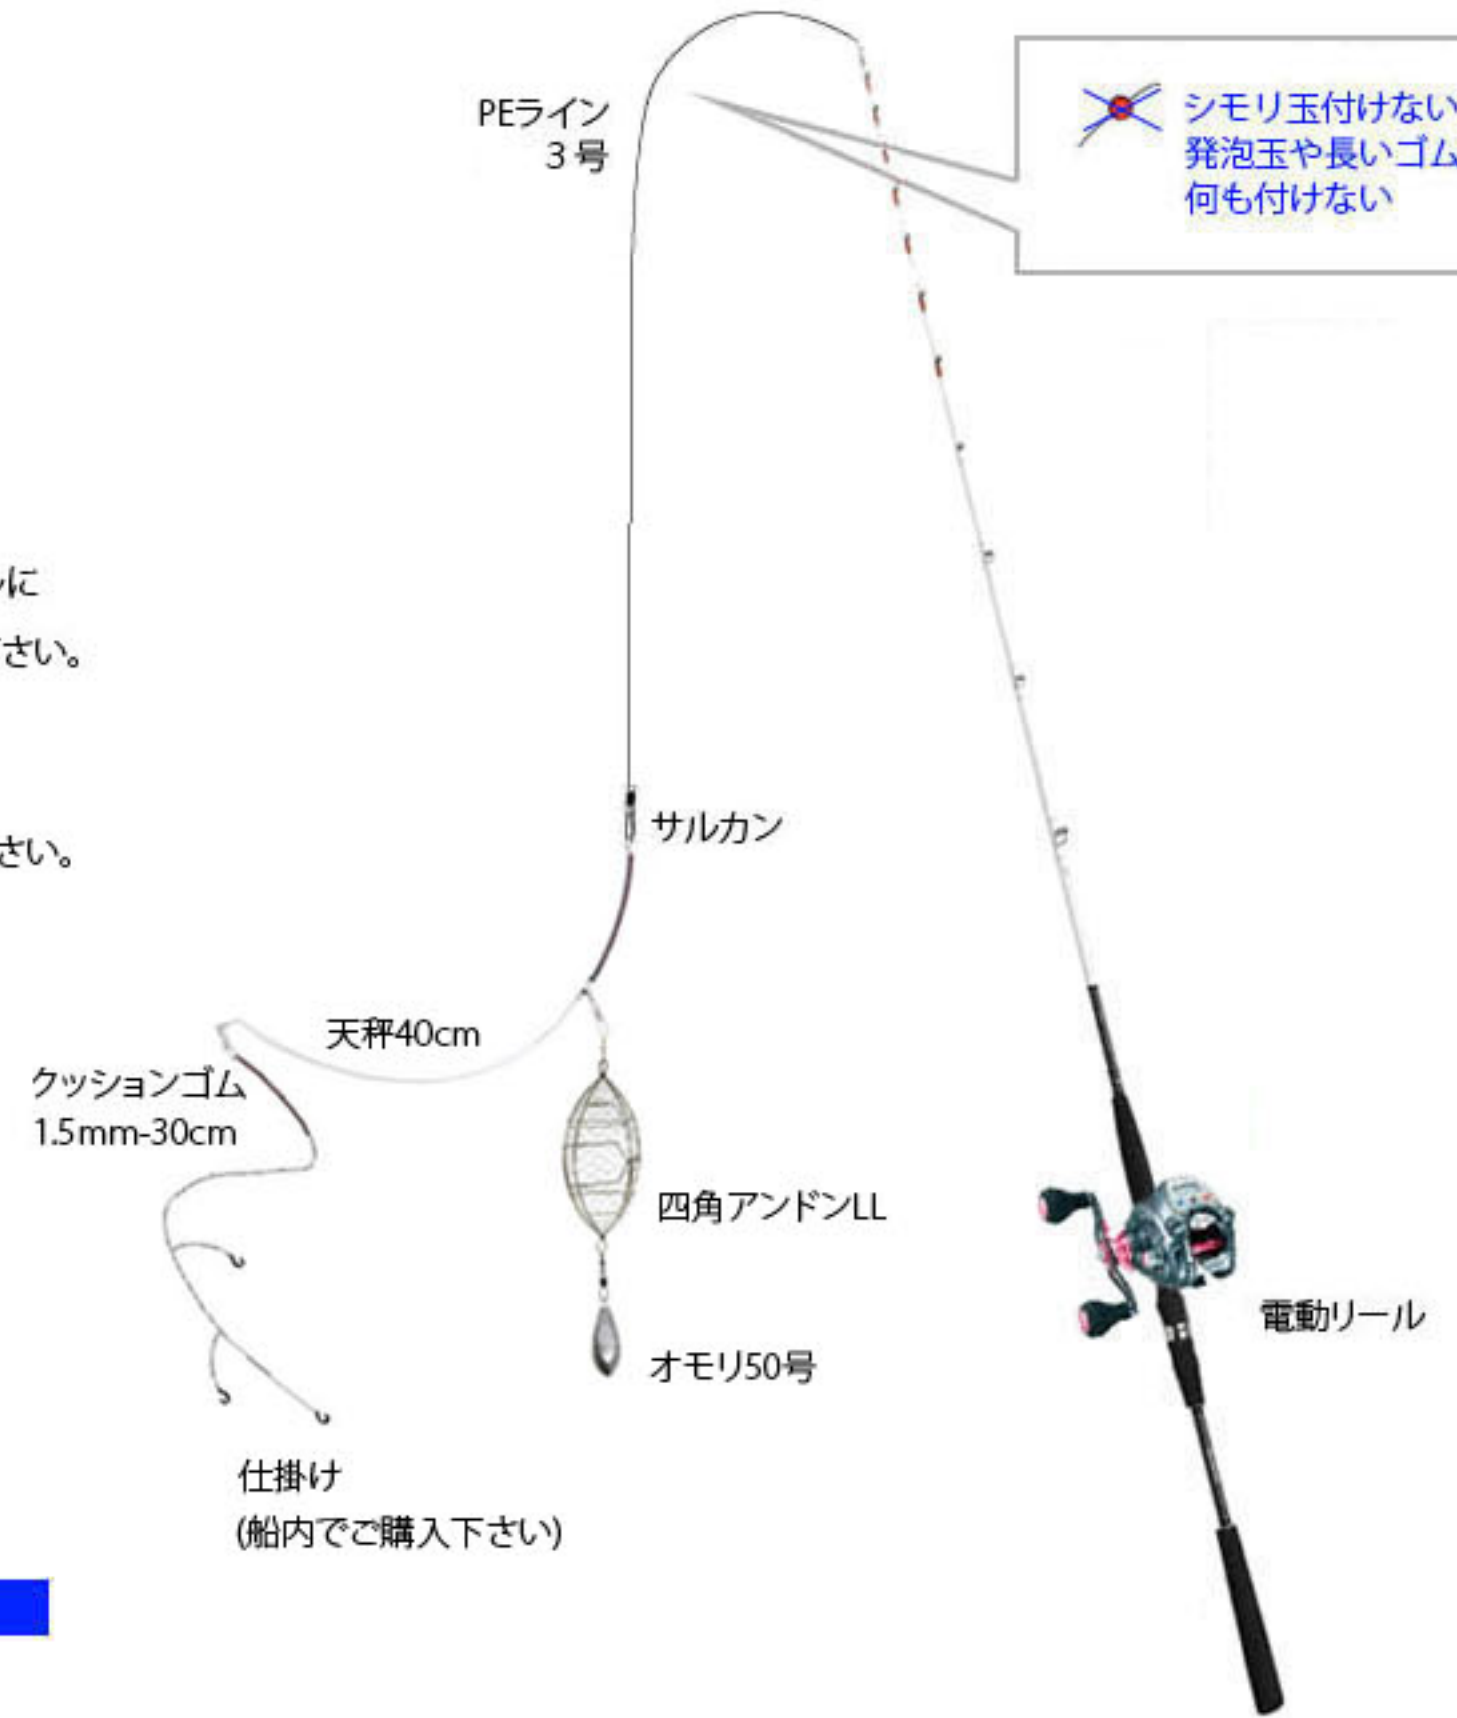 PEライン
3号
シモリ玉付けない
発泡玉や長いゴム
何も付けない
に
さい。
さい。
サルカン
天秤40cm
クッションゴム
1.5mm-30cm
四角アンドンLL
オモリ50号
電動リール
仕掛け
(船内でご購入下さい)